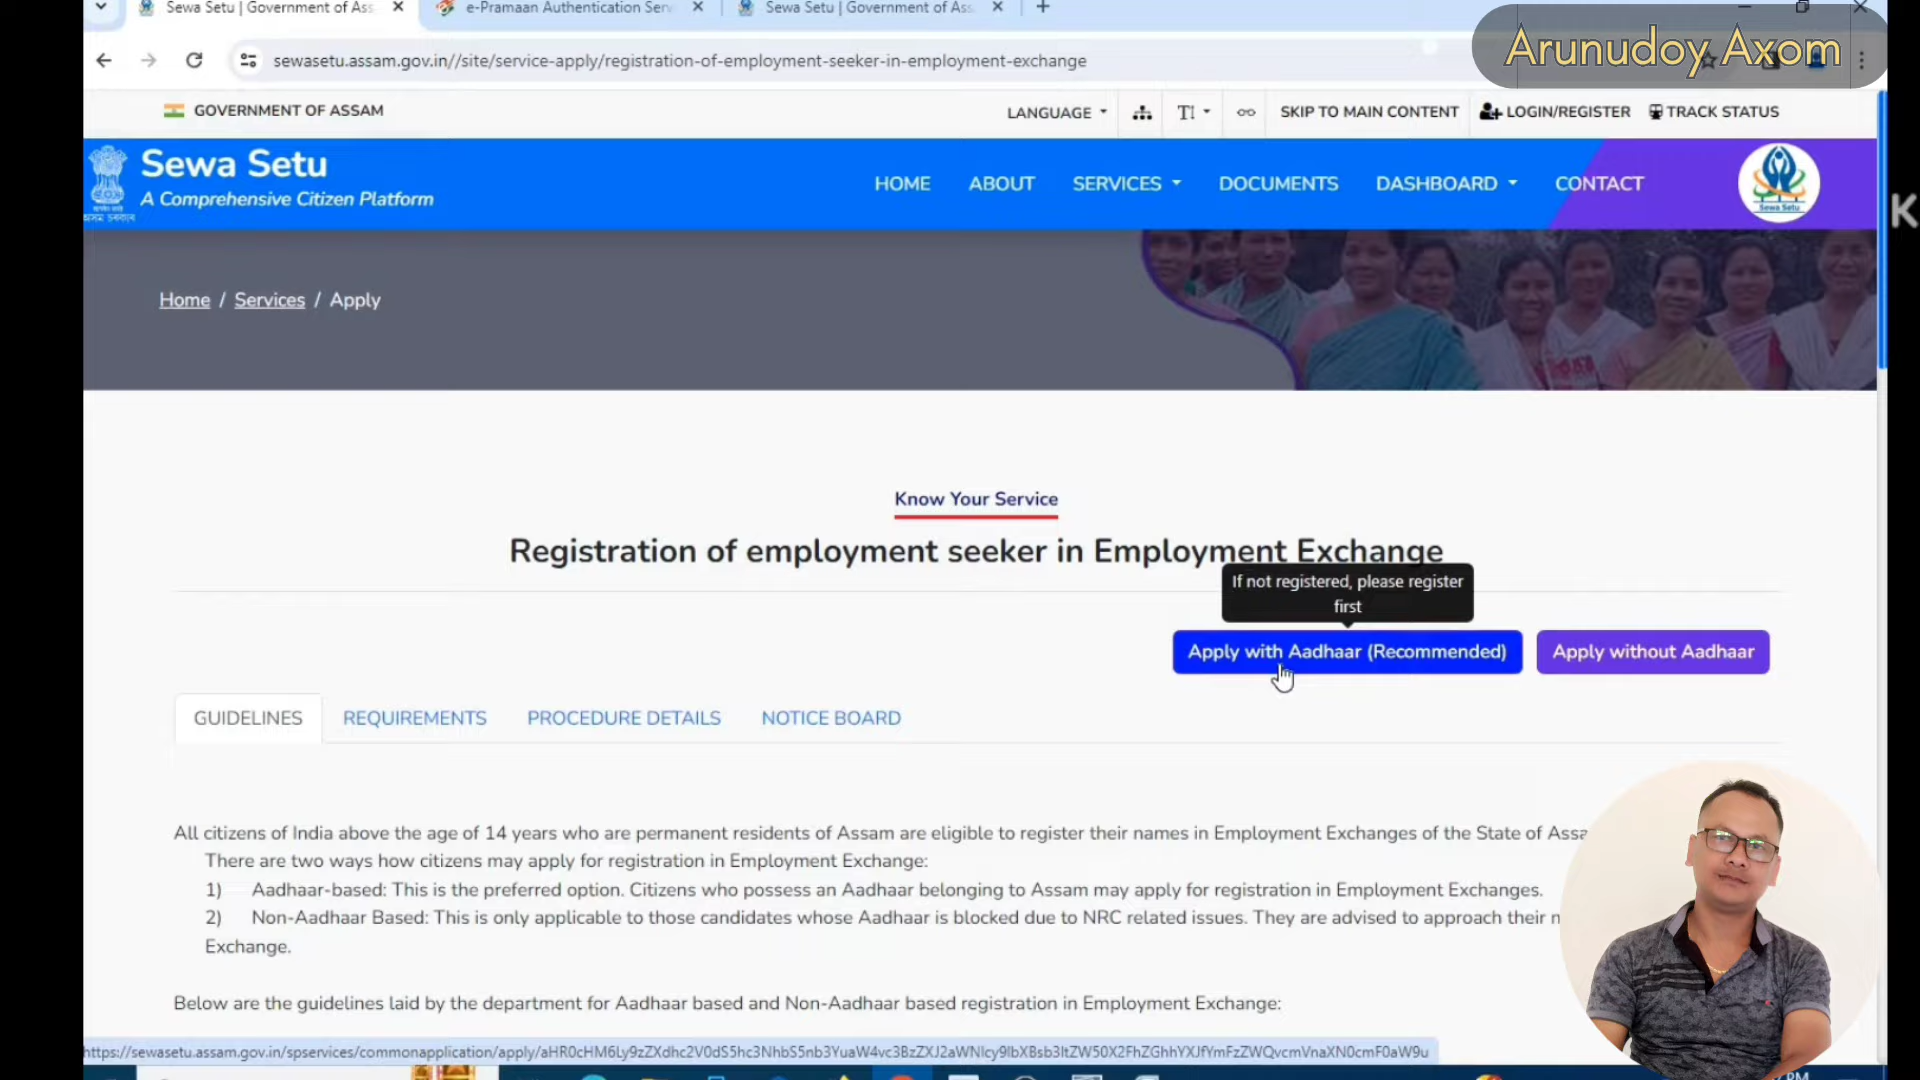 Sewa Setu | Government of Ass
e-Pramaan Authentication Ser
Sewa Setu | Government of Ass
Arunudoy Axom
sewasetu.assam.gov.in//site/service-apply/registration-of-employment-seeker-in-employment-exchange
GOVERNMENT OF ASSAM
LANGUAGE
SKIP TO MAIN CONTENT
LOGIN/REGISTER
TRACK STATUS
Sewa Setu
A Comprehensive Citizen Platform
HOME ABOUT SERVICES DOCUMENTS DASHBOARD CONTACT
Sewa Setu
K
Home / Services / Apply
Know Your Service
Registration of employment seeker in Employment Exchange
If not registered, please register
first
Apply with Aadhaar (Recommended)
Apply without Aadhaar
GUIDELINES REQUIREMENTS PROCEDURE DETAILS NOTICE BOARD
All citizens of India above the age of 14 years who are permanent residents of Assam are eligible to register their names in Employment Exchanges of the State of Assa
There are two ways how citizens may apply for registration in Employment Exchange:
1) Aadhaar-based: This is the preferred option. Citizens who possess an Aadhaar belonging to Assam may apply for registration in Employment Exchanges.
2) Non-Aadhaar Based: This is only applicable to those candidates whose Aadhaar is blocked due to NRC related issues. They are advised to approach their n
Exchange.
Below are the guidelines laid by the department for Aadhaar based and Non-Aadhaar based registration in Employment Exchange:
PM